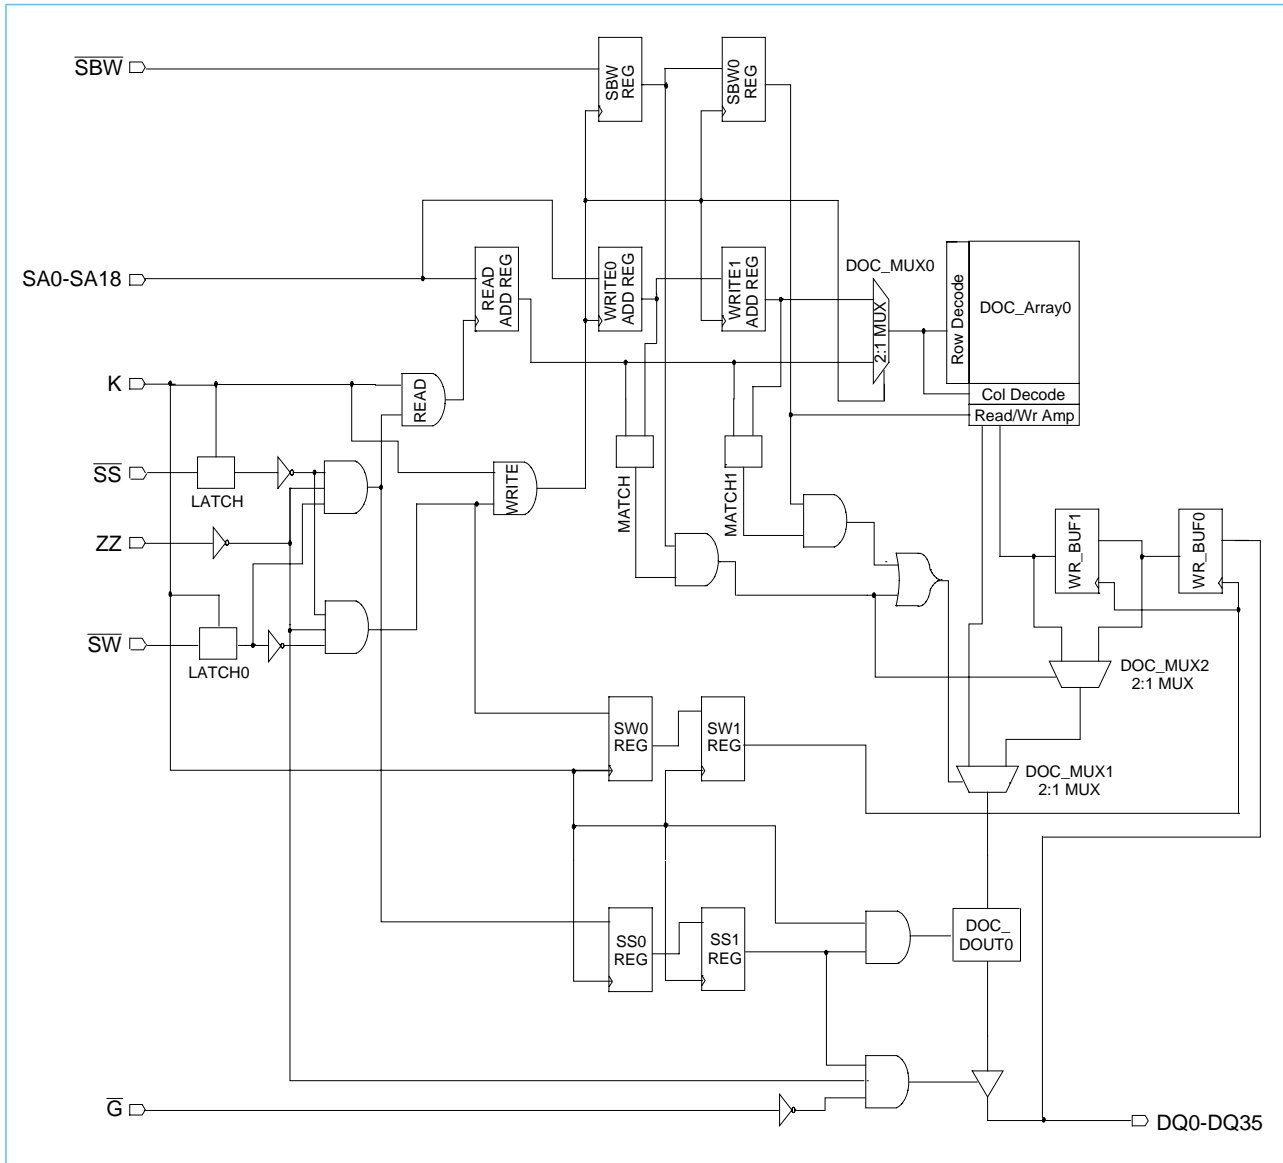 SBW
SBW
REG
SBW0
REG
SA0-SA18
READ
ADD REG
WRITE0
ADD REG
WRITE1
ADD REG
DOC_MUX0
2:1 MUX
Row Decode
DOC_Array0
Col Decode
Read/Wr Amp
K
READ
SS
LATCH
WRITE
MATCH
MATCH1
ZZ
WR_BUF1
WR_BUF0
SW
LATCH0
DOC_MUX2
2:1 MUX
SW0
REG
SW1
REG
DOC_MUX1
2:1 MUX
SS0
REG
SS1
REG
DOC_
DOUT0
G
DQ0-DQ35